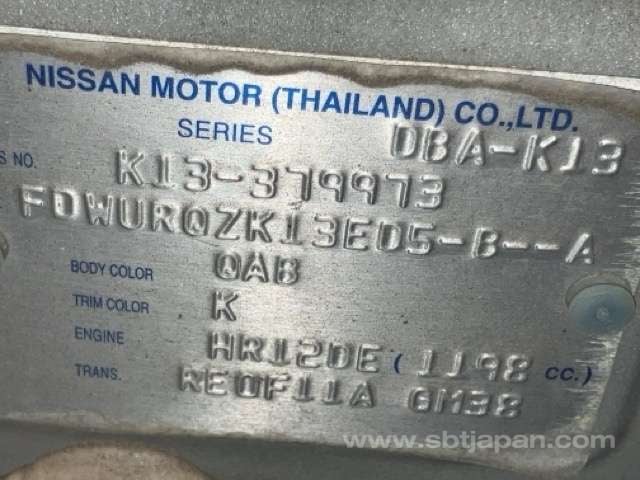 NISSAN MOTOR (THAILAND) CO.,LTD.
SERIES DBA-K13
S NO. K13-379973
FDWURQZK13ED5-B--A
BODY COLOR QAB
TRIM COLOR K
ENGINE HR12DE ( 1198 cc.)
TRANS. RE0F11A GM38
www.sbtjapan.com